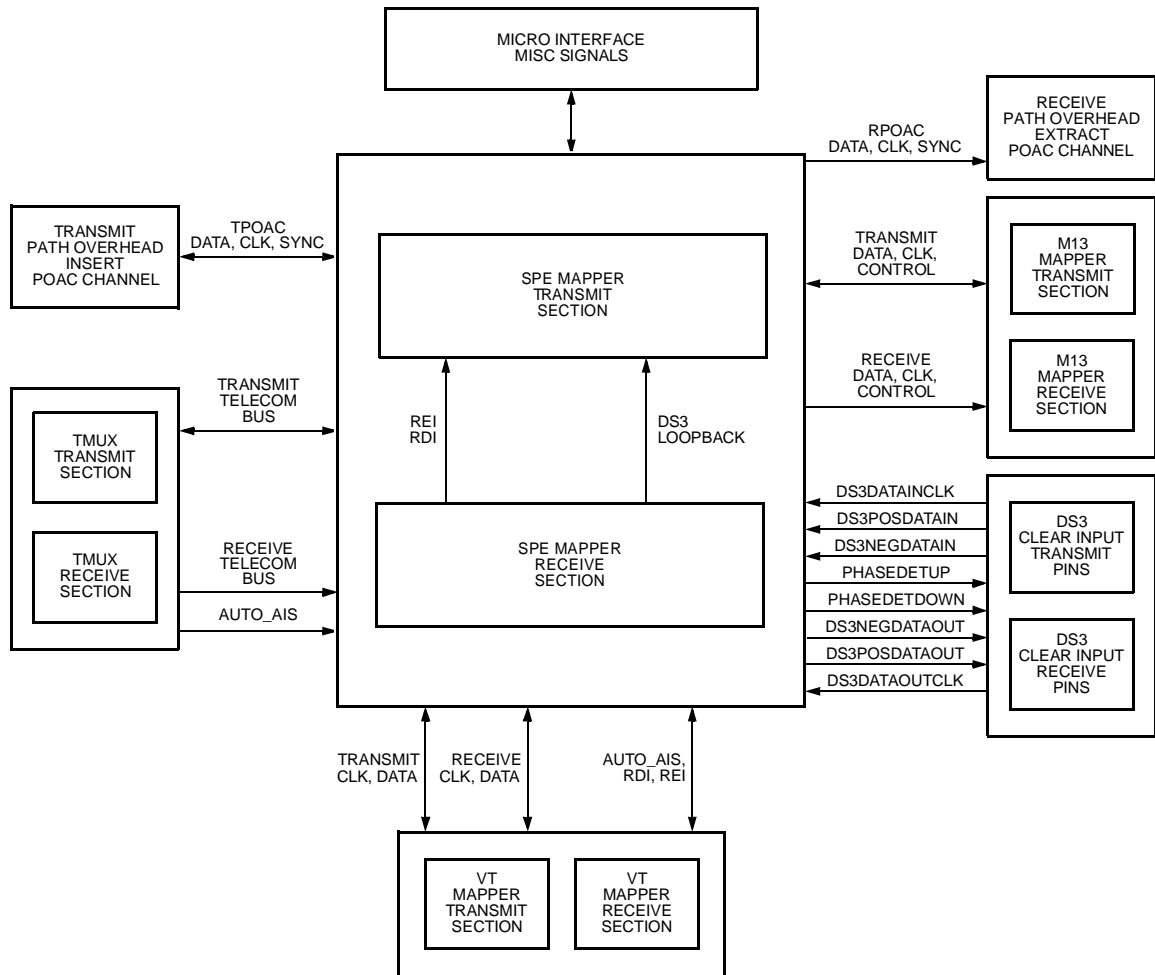 MICRO INTERFACE
MISC SIGNALS
RECEIVE
PATH OVERHEAD
EXTRACT
POAC CHANNEL
RPOAC
DATA, CLK, SYNC
TRANSMIT
PATH OVERHEAD
INSERT
POAC CHANNEL
TPOAC
DATA, CLK, SYNC
SPE MAPPER
TRANSMIT
SECTION
TRANSMIT
DATA, CLK,
CONTROL
M13
MAPPER
TRANSMIT
SECTION
RECEIVE
DATA, CLK,
CONTROL
M13
MAPPER
RECEIVE
SECTION
TRANSMIT
TELECOM
BUS
TMUX
TRANSMIT
SECTION
REI
RDI
DS3
LOOPBACK
TMUX
RECEIVE
SECTION
RECEIVE
TELECOM
BUS
AUTO_AIS
SPE MAPPER
RECEIVE
SECTION
DS3DATAINCLK
DS3POSDATAIN
DS3NEGDATAIN
PHASEDETUP
PHASEDETDOWN
DS3NEGDATAOUT
DS3POSDATAOUT
DS3DATAOUTCLK
DS3
CLEAR INPUT
TRANSMIT
PINS
DS3
CLEAR INPUT
RECEIVE
PINS
TRANSMIT
CLK, DATA
RECEIVE
CLK, DATA
AUTO_AIS,
RDI, REI
VT
MAPPER
TRANSMIT
SECTION
VT
MAPPER
RECEIVE
SECTION